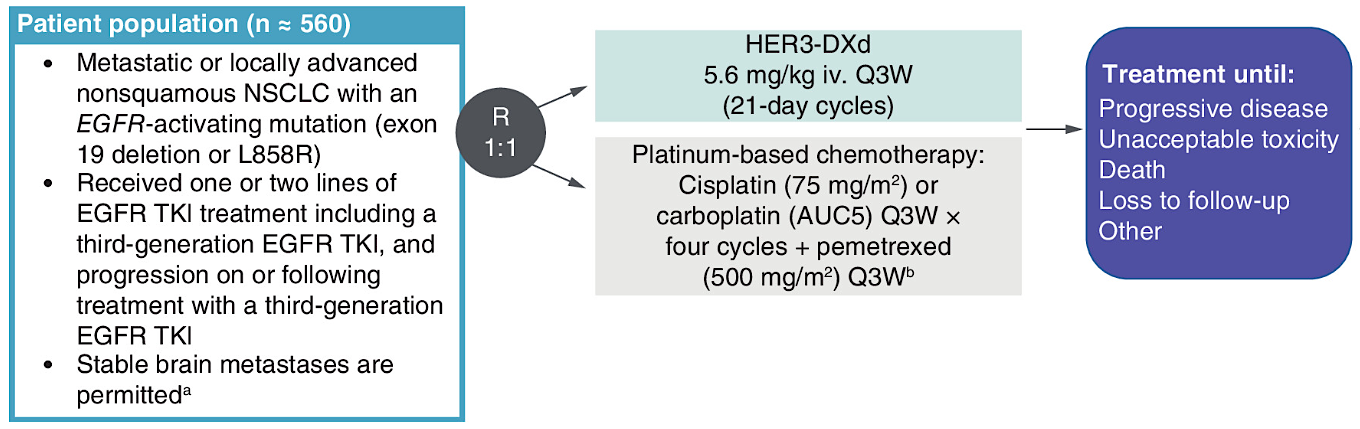 Patient population (n ≈ 560)
• Metastatic or locally advanced
nonsquamous NSCLC with an
EGFR-activating mutation (exon
19 deletion or L858R)
• Received one or two lines of
EGFR TKI treatment including a
third-generation EGFR TKI, and
progression on or following
treatment with a third-generation
EGFR TKI
• Stable brain metastases are
permittedᵃ
R
1:1
HER3-DXd
5.6 mg/kg iv. Q3W
(21-day cycles)
Platinum-based chemotherapy:
Cisplatin (75 mg/m²) or
carboplatin (AUC5) Q3W ×
four cycles + pemetrexed
(500 mg/m²) Q3Wᵇ
Treatment until:
Progressive disease
Unacceptable toxicity
Death
Loss to follow-up
Other